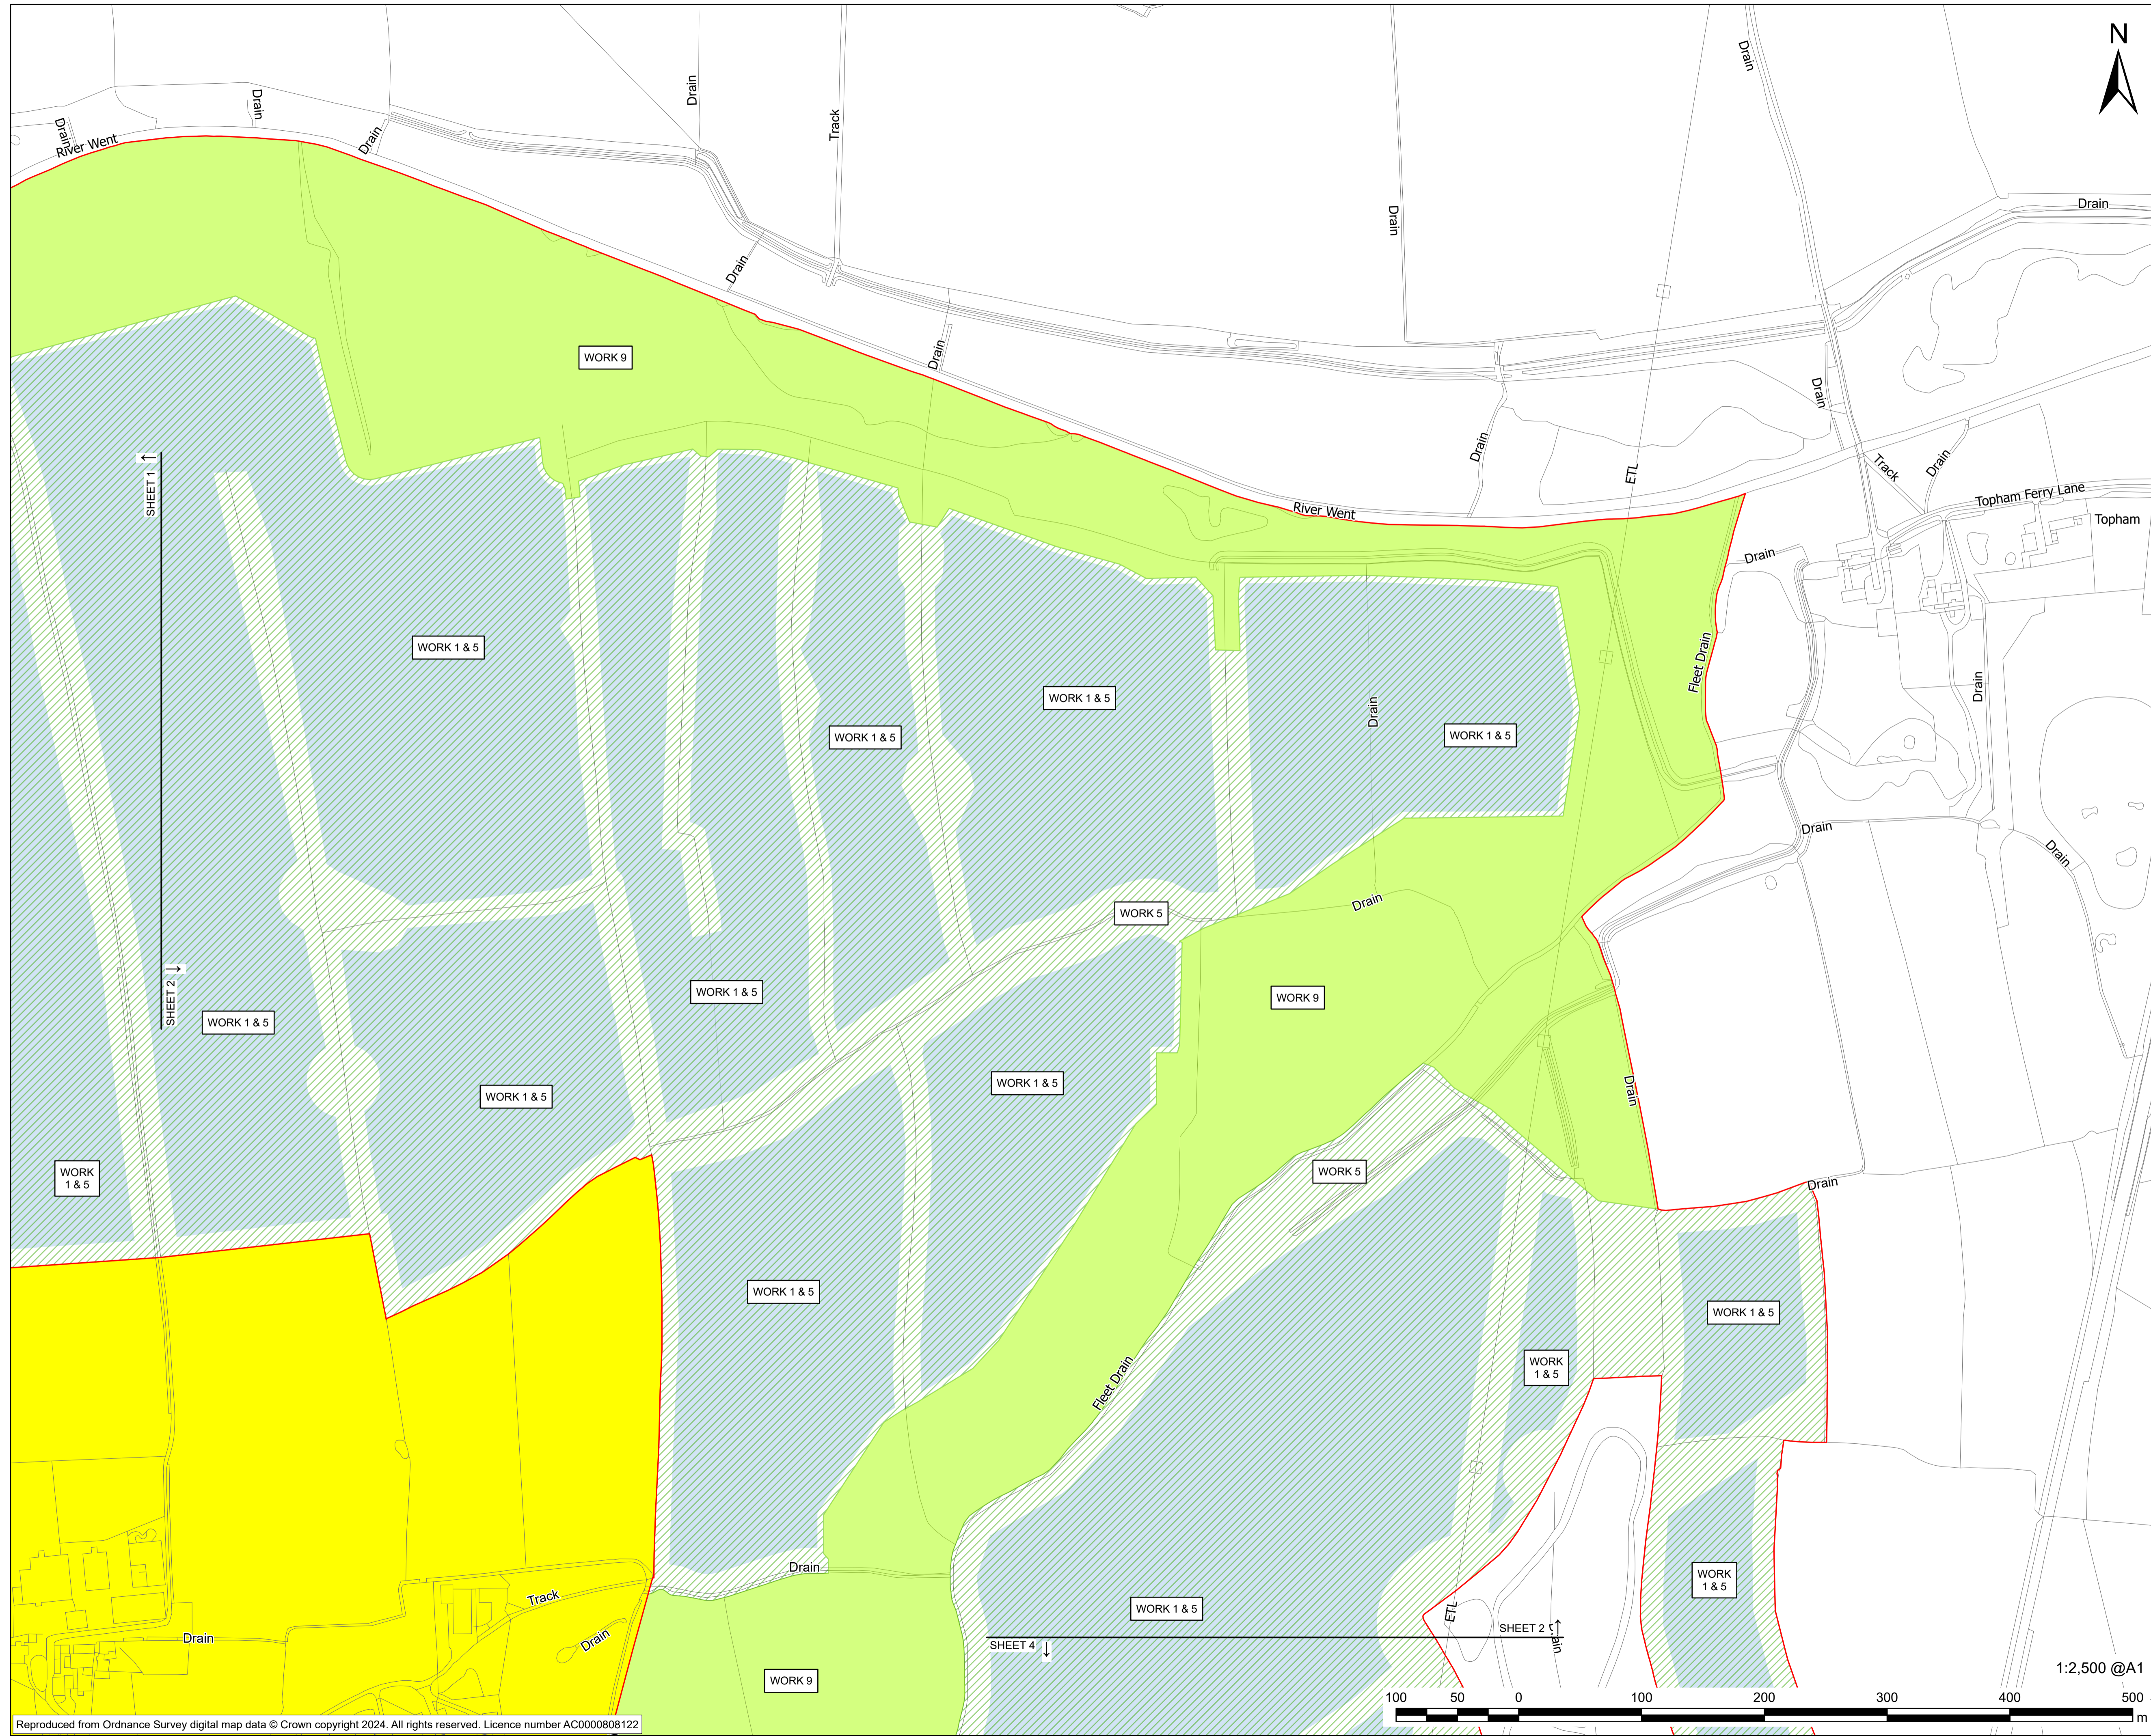 N
Drain
Drain
Drain
River Went
Drain
Drain
Track
Drain
Drain
Drain
Drain
WORK 9
Drain
ETL
Drain
Drain
Track
Drain
Topham Ferry Lane
Topham
SHEET 1 ←
River Went
Drain
WORK 1 & 5
Fleet Drain
Drain
WORK 1 & 5
Drain
WORK 1 & 5
WORK 1 & 5
Drain
Drain
WORK 5
Drain
SHEET 2 →
WORK 1 & 5
WORK 1 & 5
WORK 9
WORK 1 & 5
WORK 1 & 5
Drain
WORK
1 & 5
WORK 5
Drain
WORK 1 & 5
WORK 1 & 5
Fleet Drain
WORK
1 & 5
Drain
WORK
1 & 5
Track
Drain
Drain
WORK 1 & 5
ETL
SHEET 2 ↑
SHEET 4 ↓
WORK 9
1:2,500 @A1
100 50 0 100 200 300 400 500
m
Reproduced from Ordnance Survey digital map data © Crown copyright 2024. All rights reserved. Licence number AC0000808122